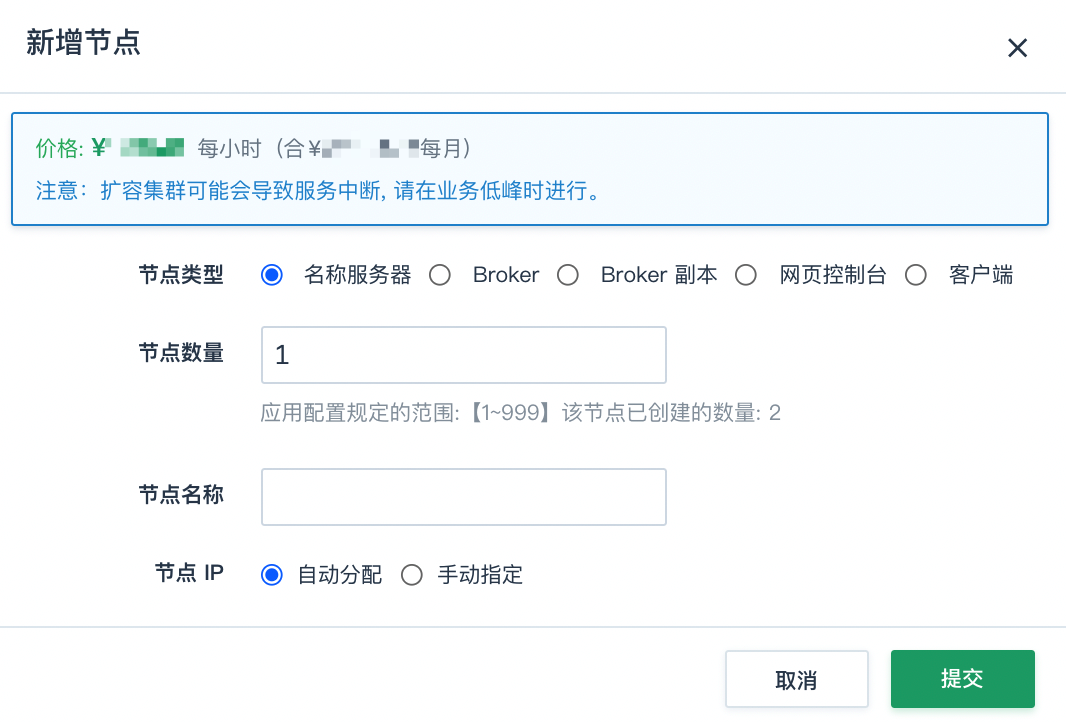 新增节点
价格: ¥ 每小时（合¥ 每月）
注意：扩容集群可能会导致服务中断, 请在业务低峰时进行。
节点类型 名称服务器 Broker Broker 副本 网页控制台 客户端
节点数量 1
应用配置规定的范围:【1~999】该节点已创建的数量: 2
节点名称
节点 IP 自动分配 手动指定
取消 提交